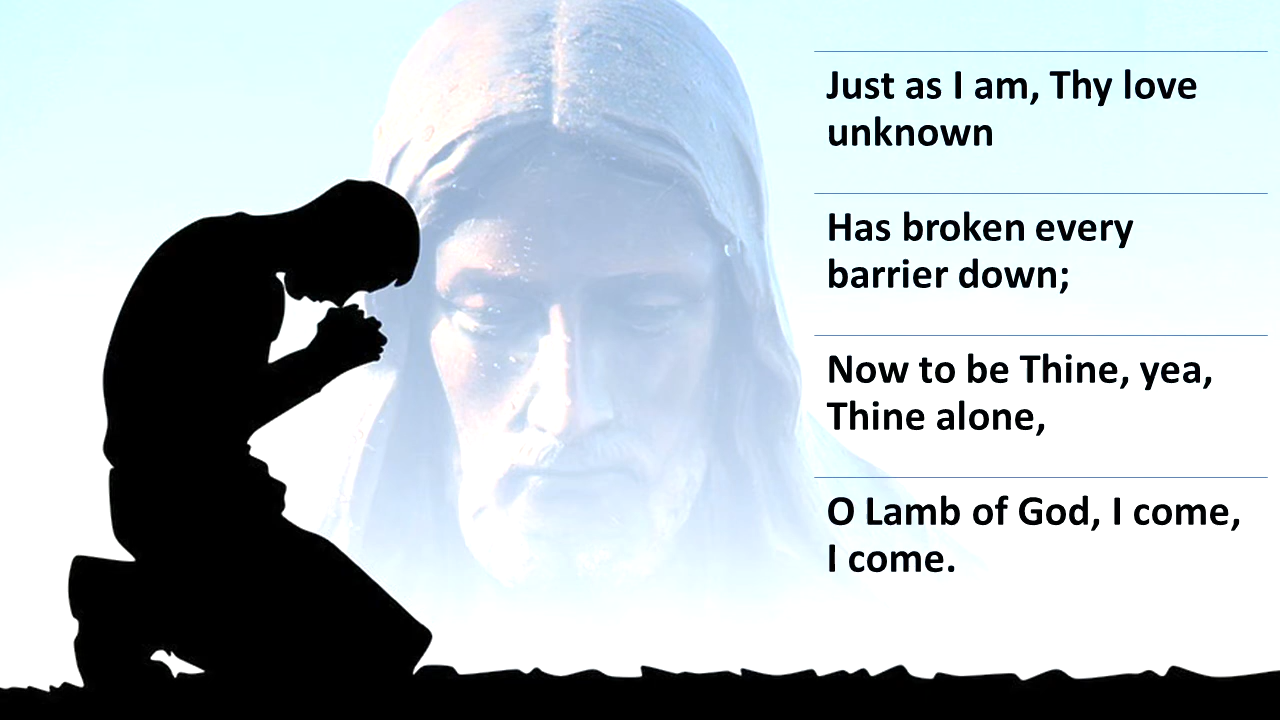 Just as I am, Thy love
unknown
Has broken every
barrier down;
Now to be Thine, yea,
Thine alone,
O Lamb of God, I come,
I come.